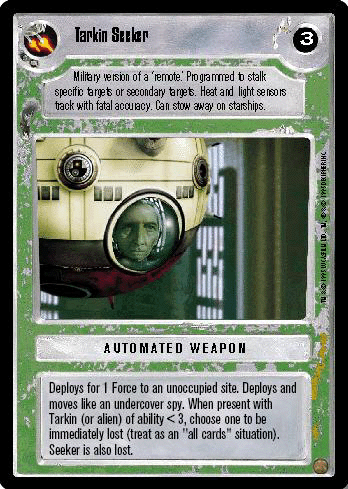 Tarkin Seeker
3
Military version of a 'remote.' Programmed to stalk
specific targets or secondary targets. Heat and light sensors
track with fatal accuracy. Can stow away on starships.
AUTOMATED WEAPON
Deploys for 1 Force to an unoccupied site. Deploys and
moves like an undercover spy. When present with
Tarkin (or alien) of ability < 3, choose one to be
immediately lost (treat as an "all cards" situation).
Seeker is also lost.